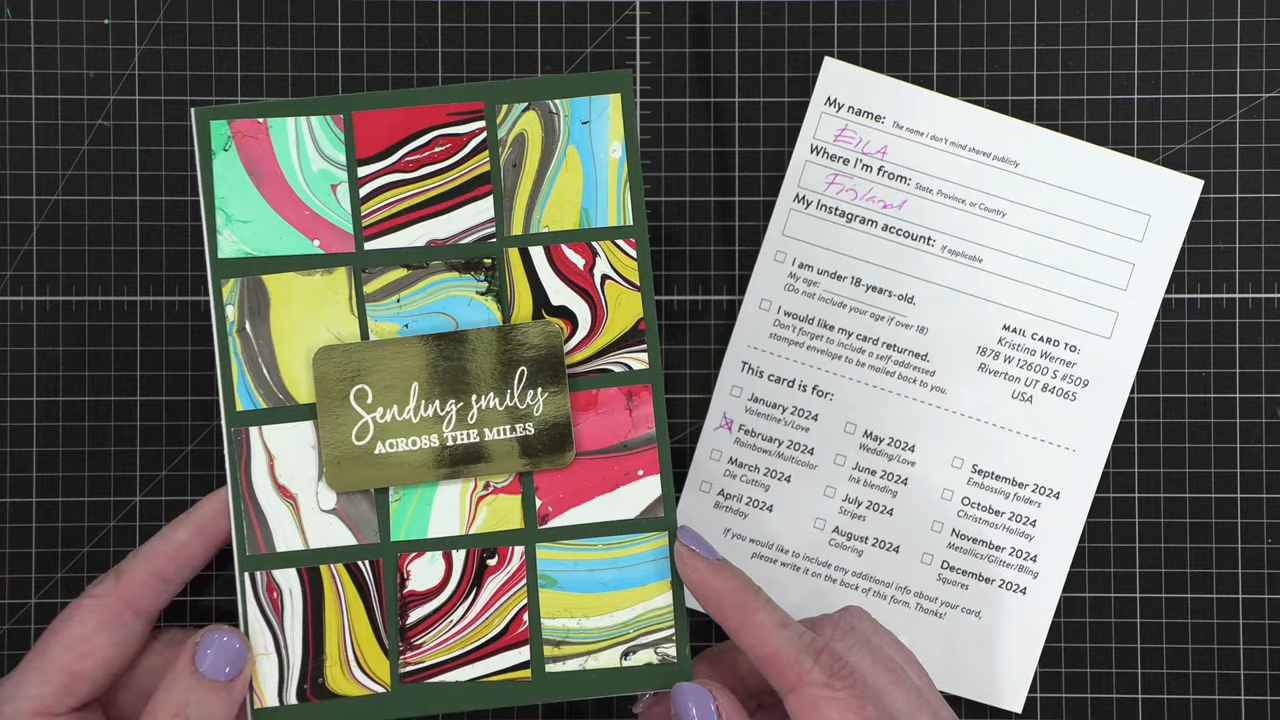 Sending smiles
ACROSS THE MILES
My name: The name I don't mind shared publicly
EILA
Where I'm from: State, Province, or Country
Finland
My Instagram account: If applicable
I am under 18-years-old.
My age:
(Do not include your age if over 18)
I would like my card returned.
Don't forget to include a self-addressed
stamped envelope to be mailed back to you.
MAIL CARD TO:
Kristina Werner
1878 W 12600 S #509
Riverton UT 84065
USA
This card is for:
January 2024
Valentine's/Love
February 2024
Rainbows/Multicolor
March 2024
Die Cutting
April 2024
Birthday
May 2024
Wedding/Love
June 2024
Ink blending
July 2024
Stripes
August 2024
Coloring
September 2024
Embossing folders
October 2024
Christmas/Holiday
November 2024
Metallics/Glitter/Bling
December 2024
Squares
If you would like to include any additional info about your card,
please write it on the back of this form. Thanks!